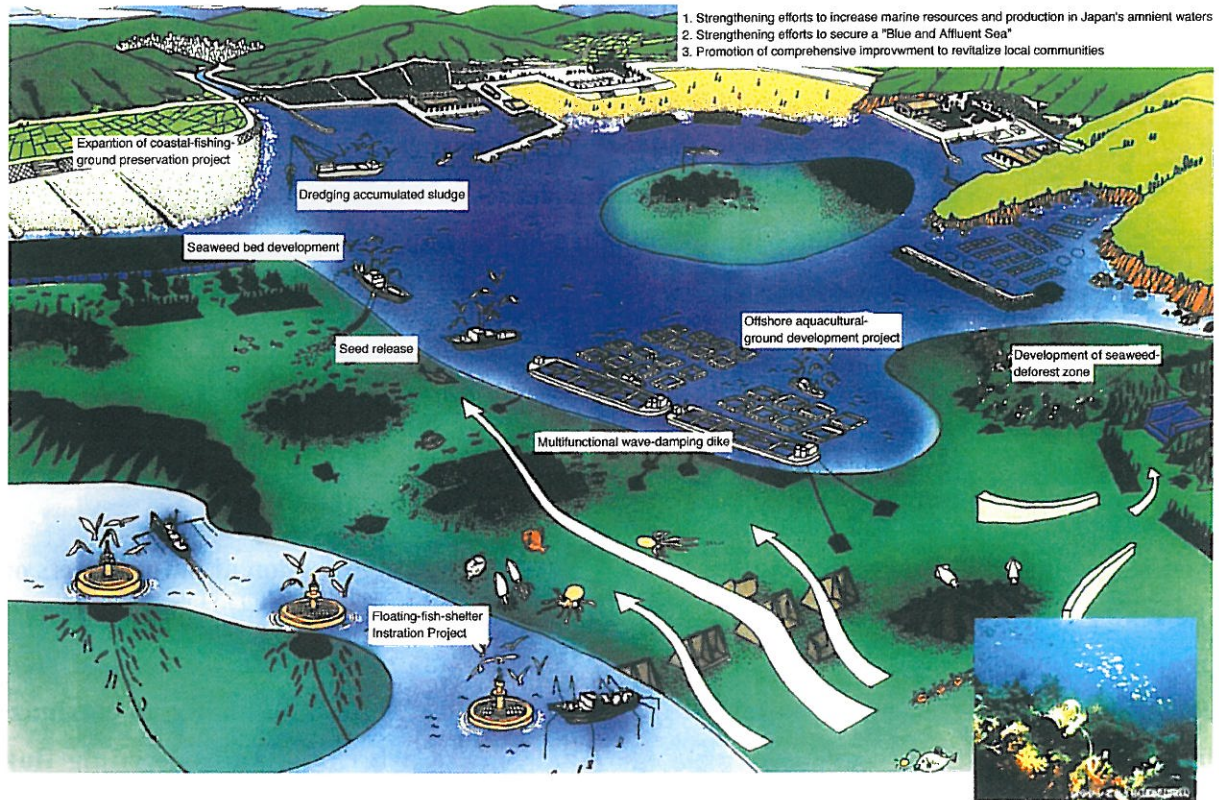 1. Strengthening efforts to increase marine resources and production in Japan's amnient waters
2. Strengthening efforts to secure a "Blue and Affluent Sea"
3. Promotion of comprehensive improvwment to revitalize local communities
Expantion of coastal-fishing-
ground preservation project
Dredging accumulated sludge
Seaweed bed development
Seed release
Offshore aquacultural-
ground development project
Development of seaweed-
deforest zone
Multifunctional wave-damping dike
Floating-fish-shelter
Instration Project